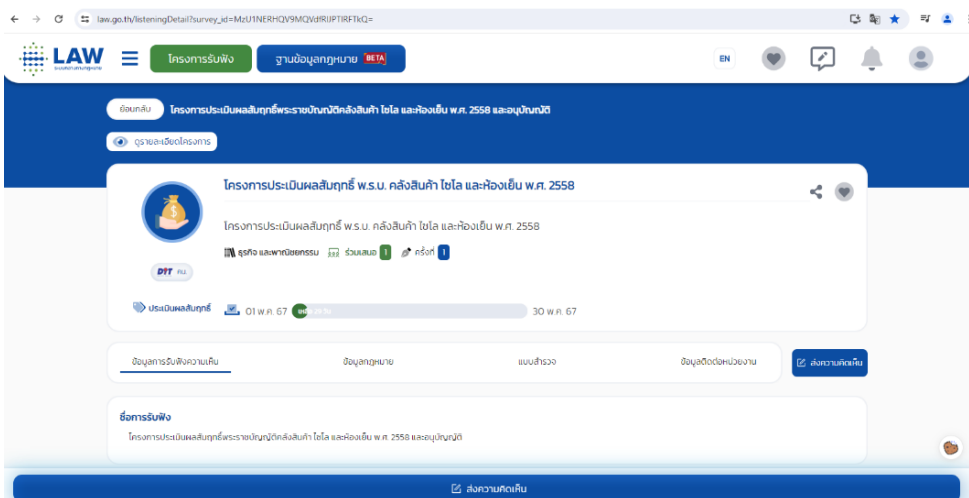 law.go.th/listeningDetail?survey_id=MzU1NERHQV9MQVdfRlJPTlRFTkQ=
LAW
โครงการรับฟัง
ฐานข้อมูลกฎหมาย BETA
EN
ย้อนกลับ
โครงการประเมินผลสัมฤทธิ์พระราชบัญญัติคลังสินค้า ไซโล และห้องเย็น พ.ศ. 2558 และอนุบัญญัติ
ดูรายละเอียดโครงการ
โครงการประเมินผลสัมฤทธิ์ พ.ร.บ. คลังสินค้า ไซโล และห้องเย็น พ.ศ. 2558
โครงการประเมินผลสัมฤทธิ์ พ.ร.บ. คลังสินค้า ไซโล และห้องเย็น พ.ศ. 2558
ธุรกิจ และพาณิชยกรรม ร่วมเสนอ 1 ครั้งที่ 1
DIT คน.
ประเมินผลสัมฤทธิ์
01 พ.ค. 67
30 พ.ค. 67
ข้อมูลการรับฟังความเห็น
ข้อมูลกฎหมาย
แบบสำรวจ
ข้อมูลติดต่อหน่วยงาน
ส่งความคิดเห็น
ชื่อการรับฟัง
โครงการประเมินผลสัมฤทธิ์พระราชบัญญัติคลังสินค้า ไซโล และห้องเย็น พ.ศ. 2558 และอนุบัญญัติ
ส่งความคิดเห็น